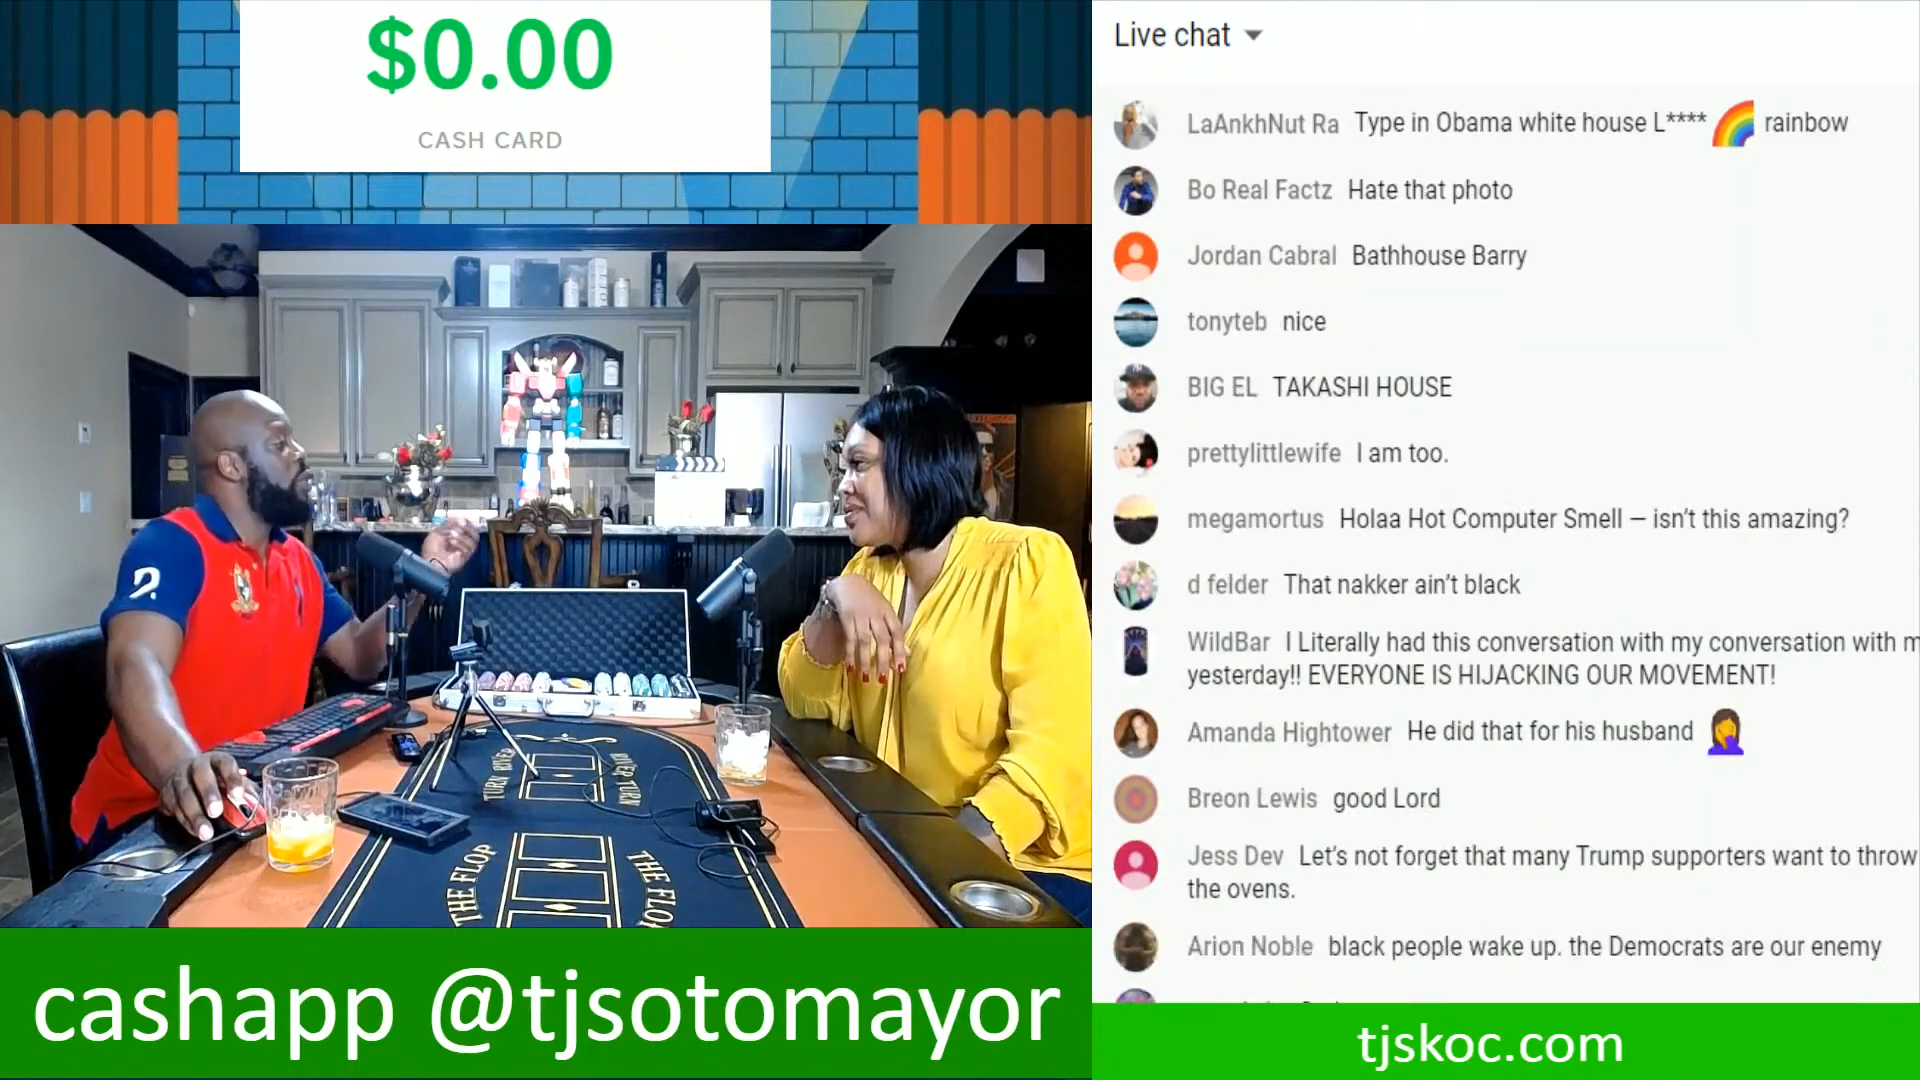 $0.00
CASH CARD
TURN RIVER
RIVER TURN
THE FLOP
THE FLOP
cashapp @tjsotomayor
Live chat
LaAnkhNut Ra Type in Obama white house L**** 🌈 rainbow
Bo Real Factz Hate that photo
Jordan Cabral Bathhouse Barry
tonyteb nice
BIG EL TAKASHI HOUSE
prettylittlewife I am too.
megamortus Holaa Hot Computer Smell — isn't this amazing?
d felder That nakker ain't black
WildBar I Literally had this conversation with my conversation with
yesterday!! EVERYONE IS HIJACKING OUR MOVEMENT!
Amanda Hightower He did that for his husband 🤦
Breon Lewis good Lord
Jess Dev Let's not forget that many Trump supporters want to throw
the ovens.
Arion Noble black people wake up. the Democrats are our enemy
tjskoc.com